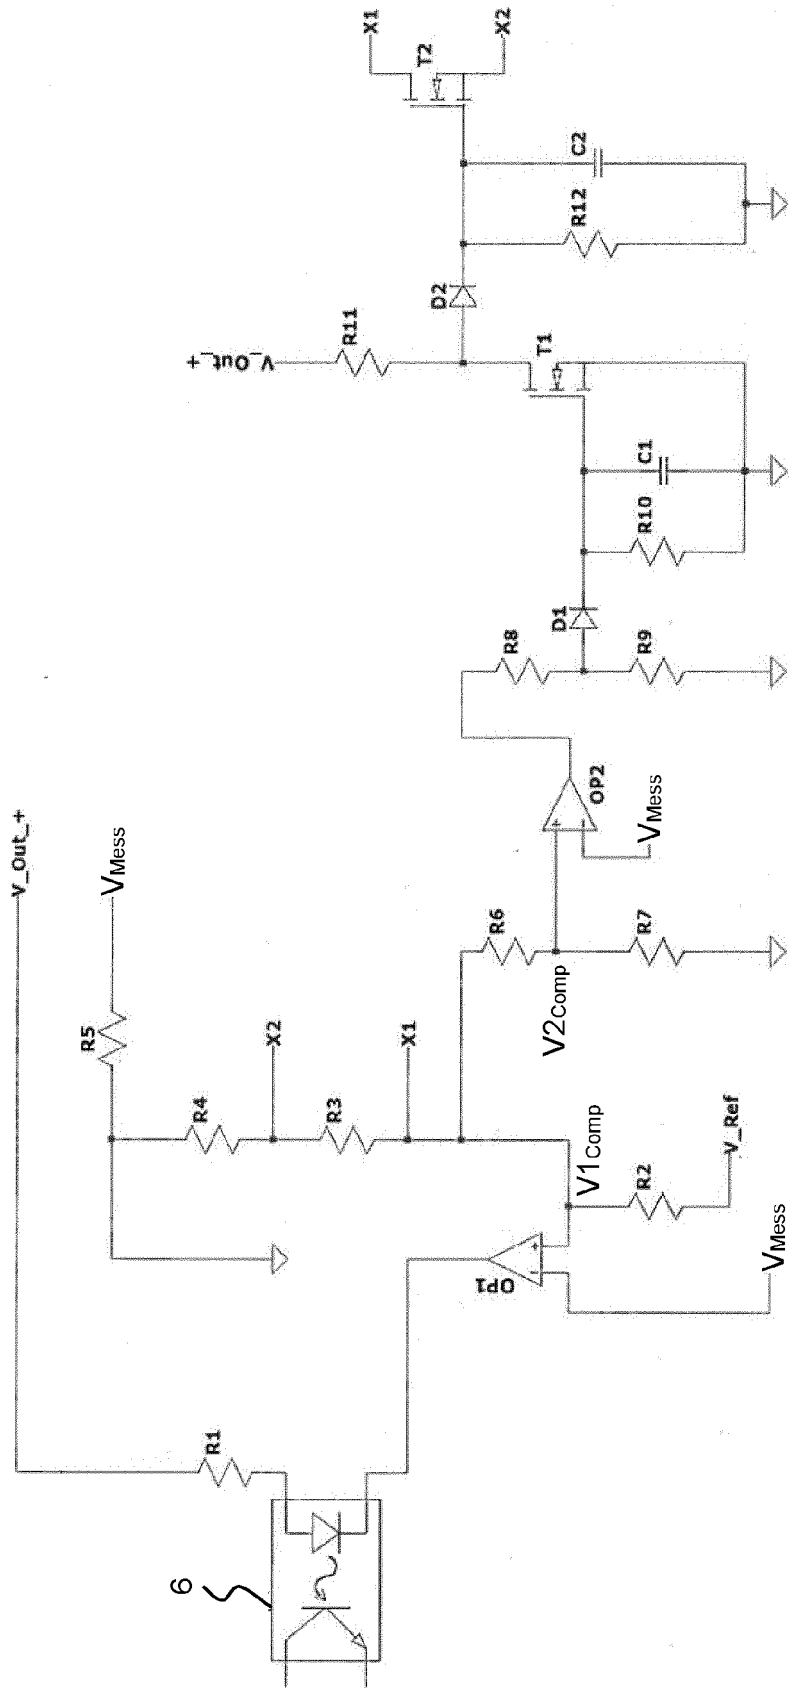 X1
X2
T2
C2
R12
D2
R11
V_Out_+
T1
C1
R10
D1
R8
R9
OP2
+
-
VMess
V_Out_+
VMess
R5
R6
R7
V2Comp
X2
X1
R4
R3
V1Comp
R2
V_Ref
OP1
+
-
VMess
R1
6